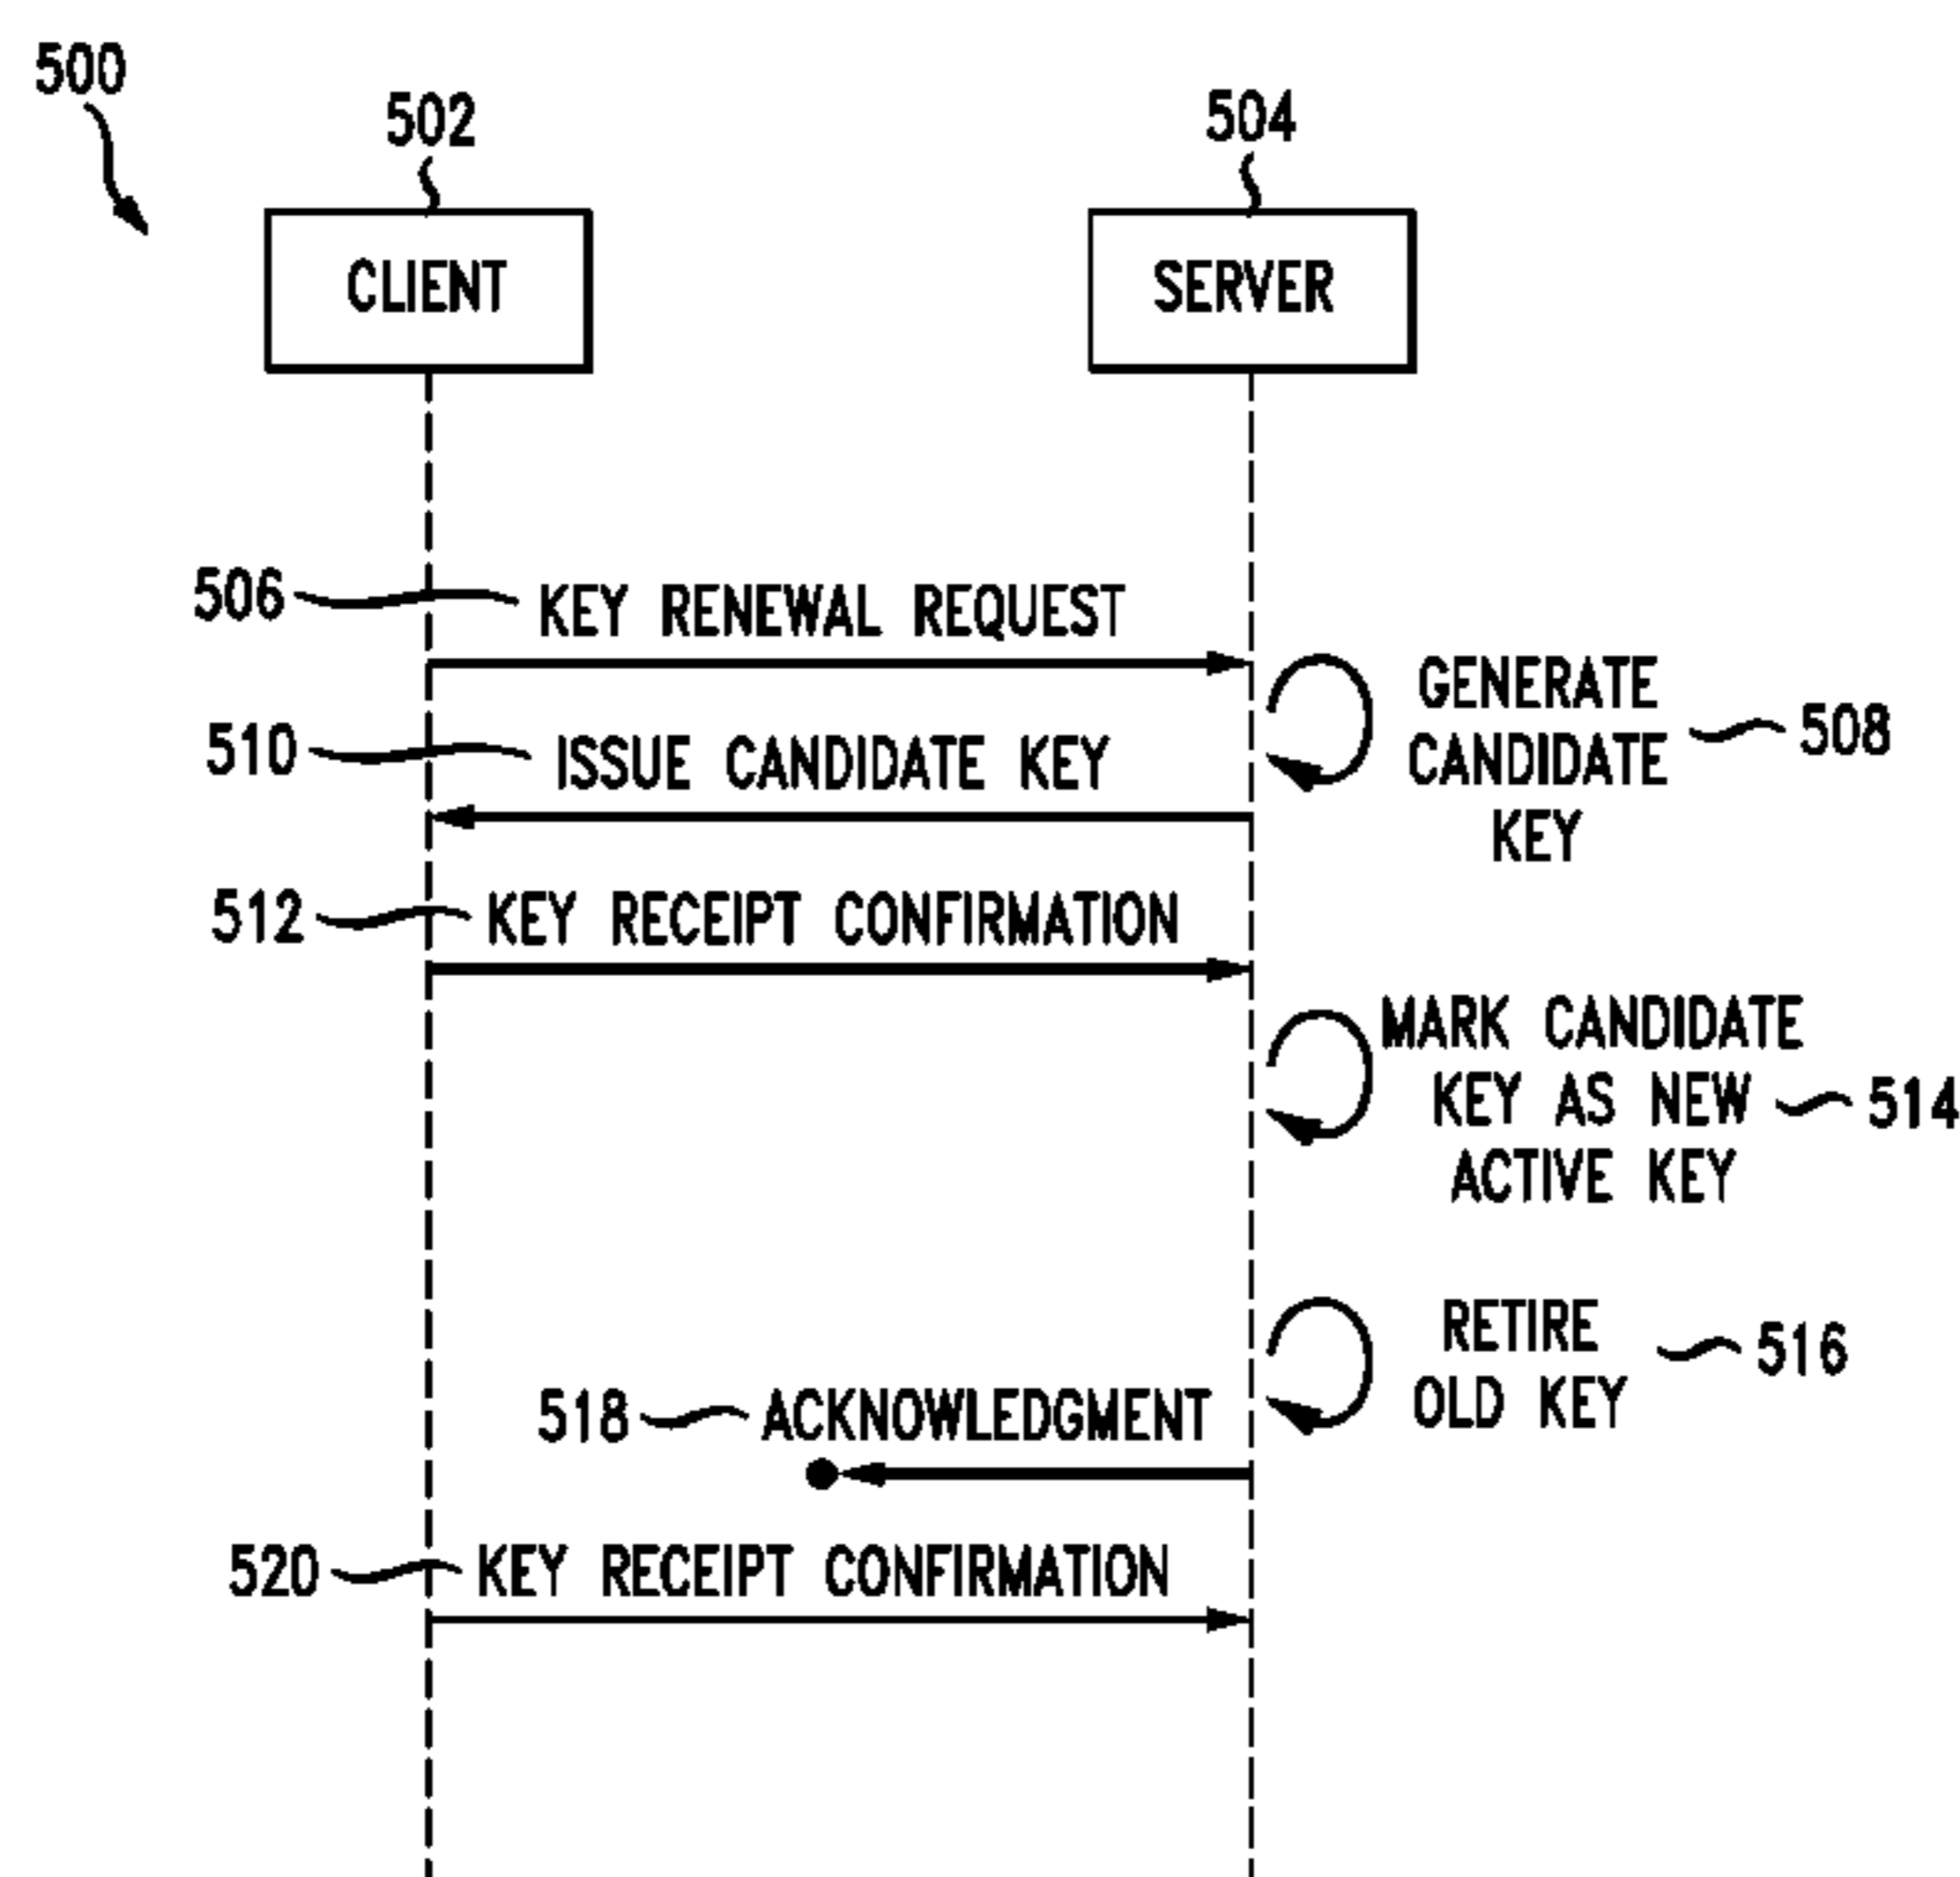 500
502
504
CLIENT
SERVER
506 KEY RENEWAL REQUEST
GENERATE
CANDIDATE
KEY
508
510 ISSUE CANDIDATE KEY
512 KEY RECEIPT CONFIRMATION
MARK CANDIDATE
KEY AS NEW
ACTIVE KEY
514
RETIRE
OLD KEY
516
518 ACKNOWLEDGMENT
520 KEY RECEIPT CONFIRMATION